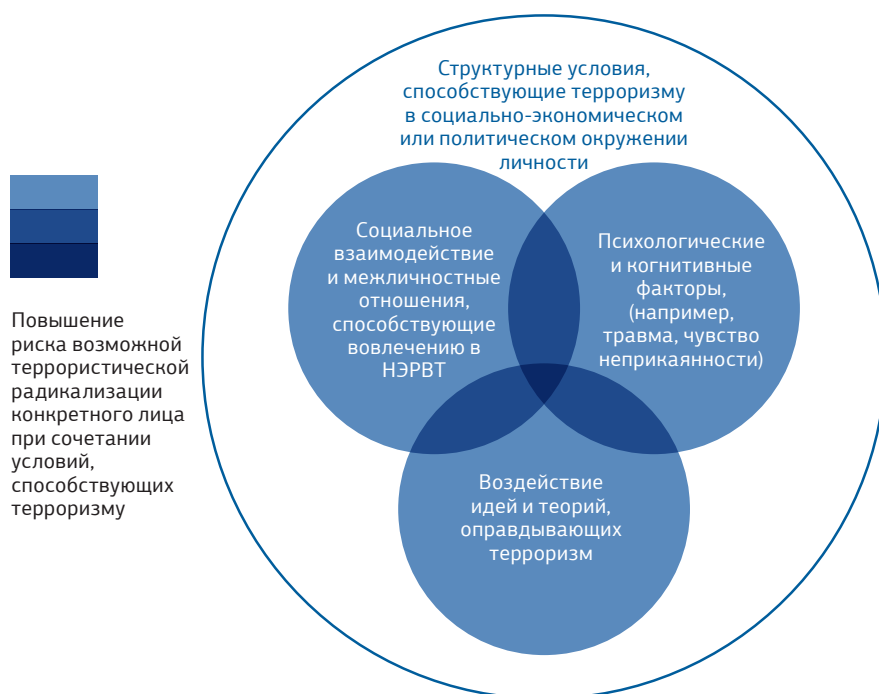 Структурные условия,
способствующие терроризму
в социально-экономическом
или политическом окружении
личности
Социальное
взаимодействие
и межличностные
отношения,
способствующие
вовлечению в
НЭРВТ
Психологические
и когнитивные
факторы,
(например,
травма, чувство
неприкаянности)
Воздействие
идей и теорий,
оправдывающих
терроризм
Повышение
риска возможной
террористической
радикализации
конкретного лица
при сочетании
условий,
способствующих
терроризму